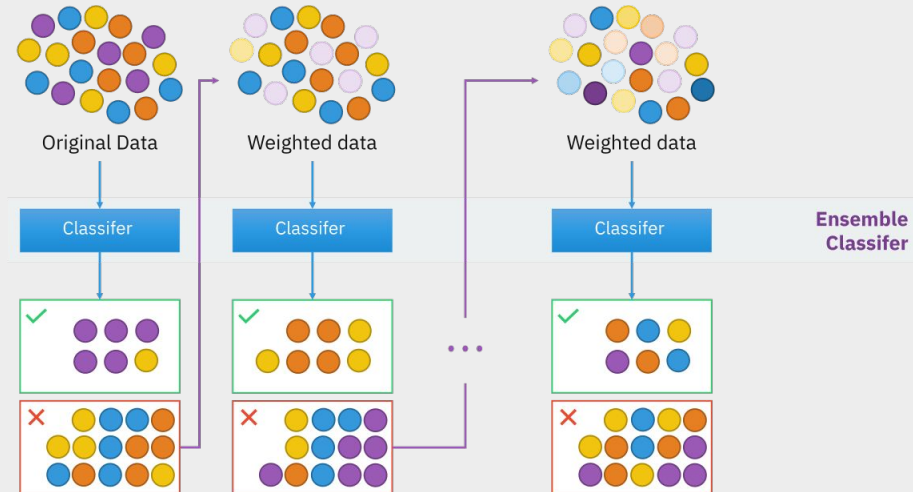 Original Data
Weighted data
Weighted data
Classifer
Classifer
Classifer
Ensemble
Classifer